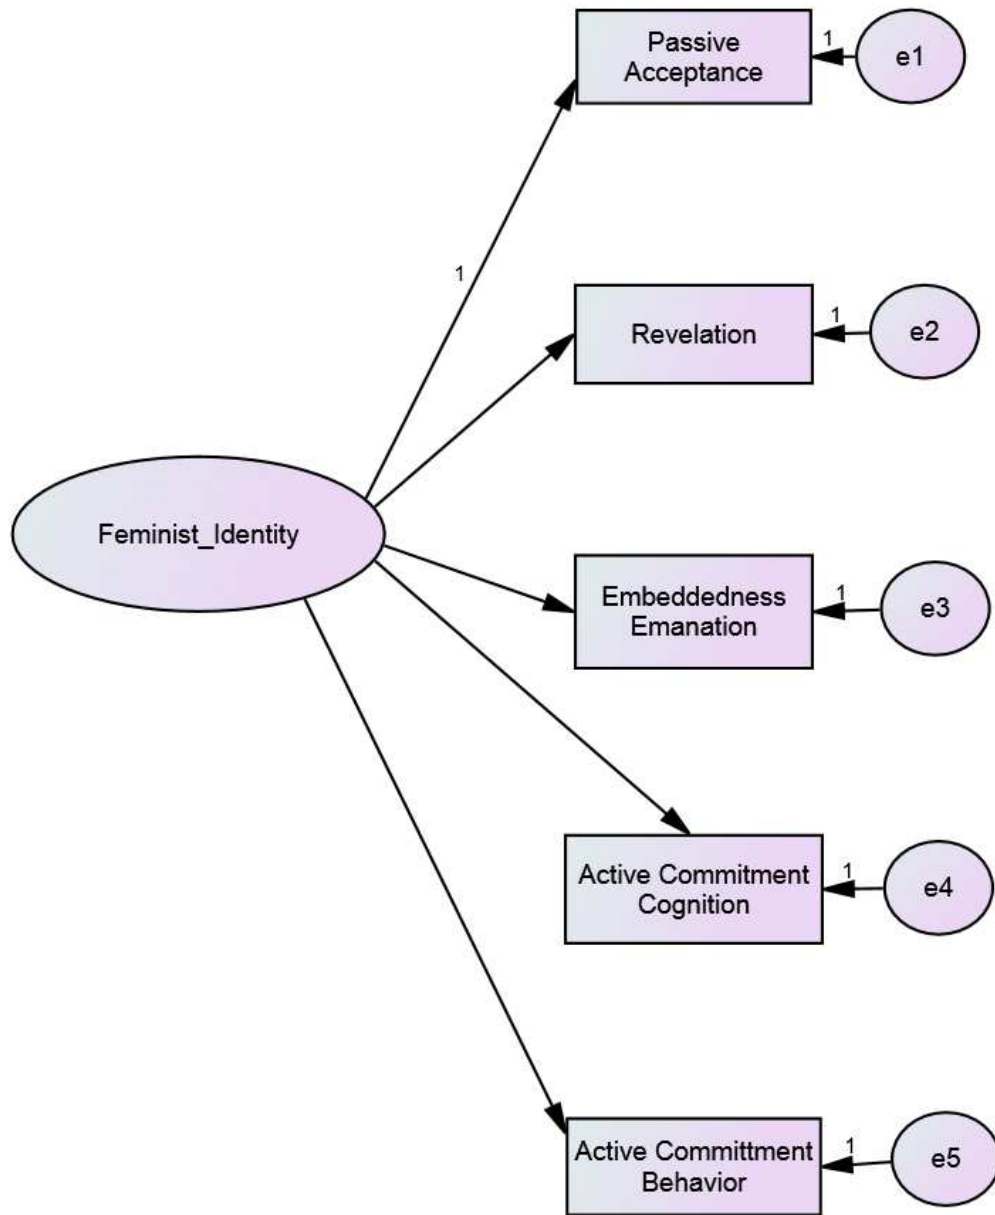 Passive
Acceptance
1
e1
1
Revelation
1
e2
Feminist_Identity
Embeddedness
Emanation
1
e3
Active Commitment
Cognition
1
e4
Active Committment
Behavior
1
e5